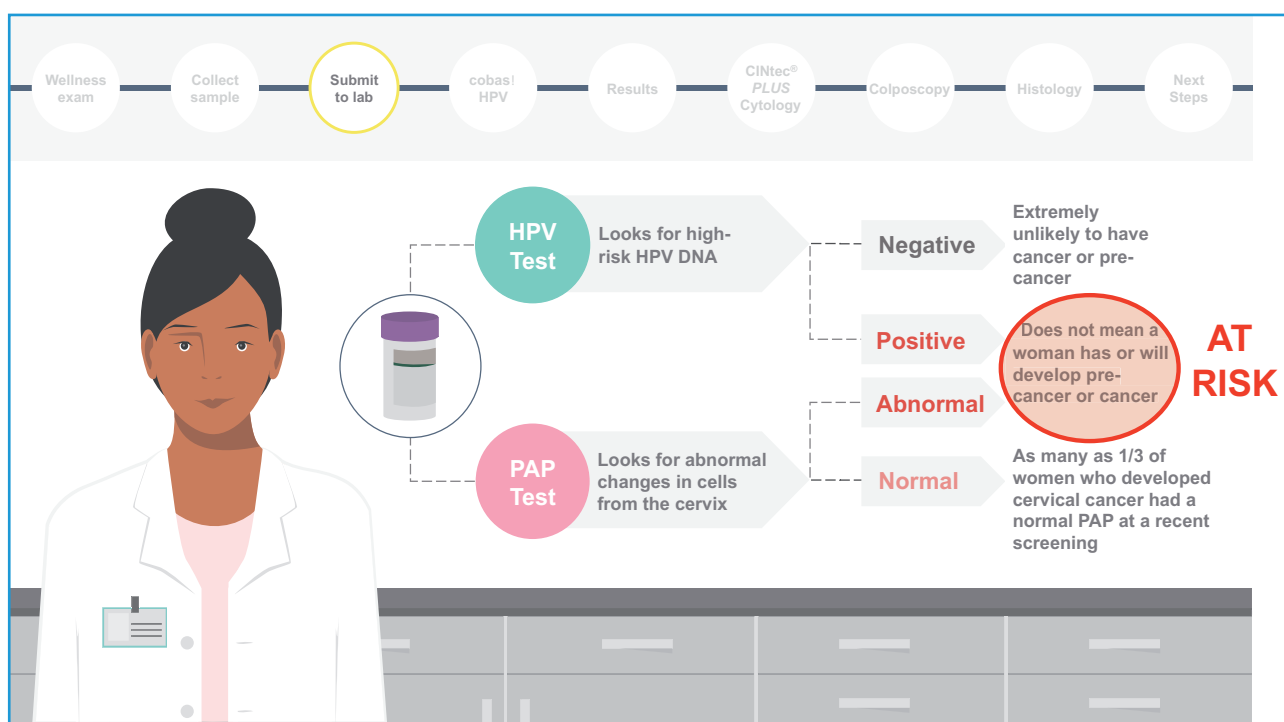 Wellness
exam
Collect
sample
Submit
to lab
cobas!
HPV
Results
CINtec®
PLUS
Cytology
Colposcopy
Histology
Next
Steps
HPV
Test
Looks for high-
risk HPV DNA
Negative
Extremely
unlikely to have
cancer or pre-
cancer
Positive
Abnormal
Does not mean a
woman has or will
develop pre-
cancer or cancer
AT
RISK
PAP
Test
Looks for abnormal
changes in cells
from the cervix
Normal
As many as 1/3 of
women who developed
cervical cancer had a
normal PAP at a recent
screening